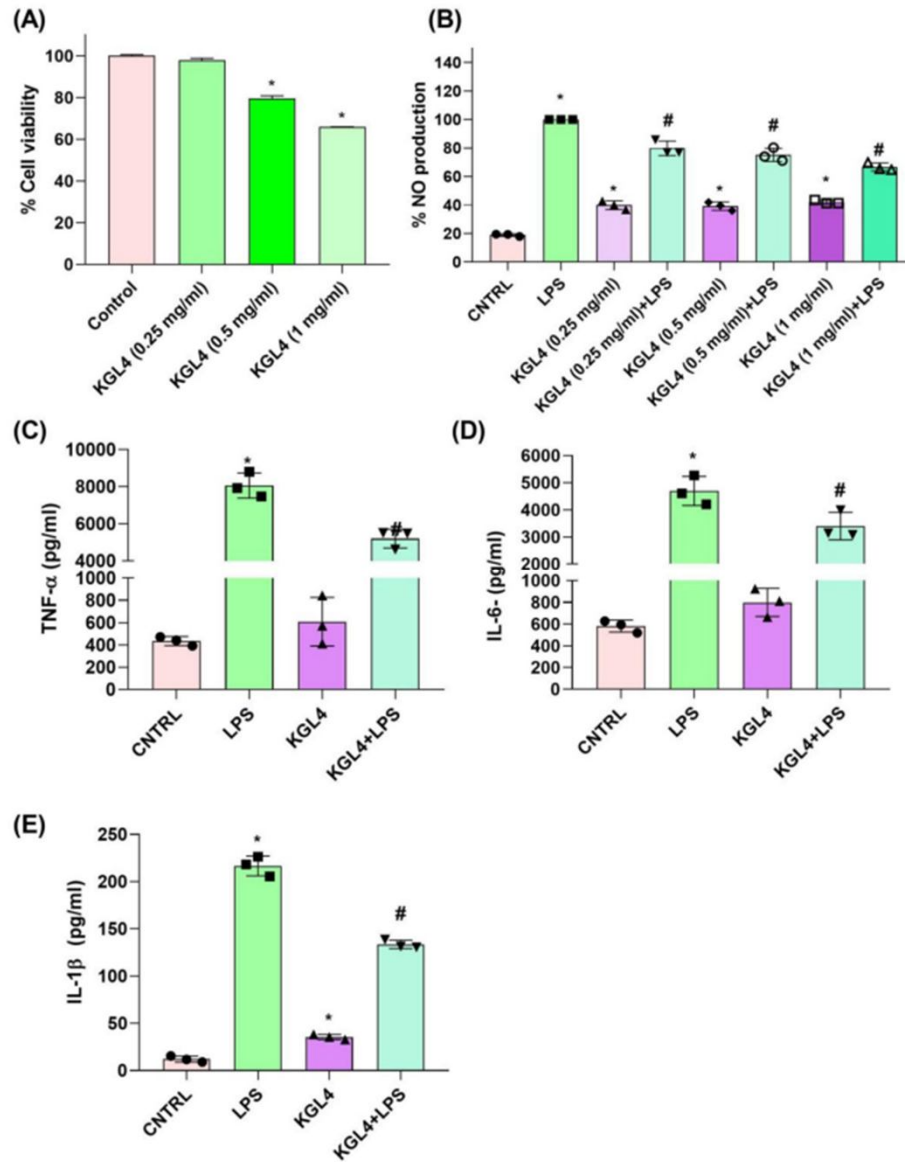 (A)
% Cell viability
100
80
60
40
20
0
*
*
Control
KGL4 (0.25 mg/ml)
KGL4 (0.5 mg/ml)
KGL4 (1 mg/ml)
(B)
% NO production
140
120
100
80
60
40
20
0
*
*
#
*
#
*
#
CNTRL
LPS
KGL4 (0.25 mg/ml)
KGL4 (0.25 mg/ml)+LPS
KGL4 (0.5 mg/ml)
KGL4 (0.5 mg/ml)+LPS
KGL4 (1 mg/ml)
KGL4 (1 mg/ml)+LPS
(C)
TNF-α (pg/ml)
10000
8000
6000
4000
1000
800
600
400
200
0
*
#
CNTRL
LPS
KGL4
KGL4+LPS
(D)
IL-6- (pg/ml)
6000
5000
4000
3000
2000
1000
800
600
400
200
0
*
#
CNTRL
LPS
KGL4
KGL4+LPS
(E)
IL-1β (pg/ml)
250
200
150
100
50
0
*
*
#
CNTRL
LPS
KGL4
KGL4+LPS